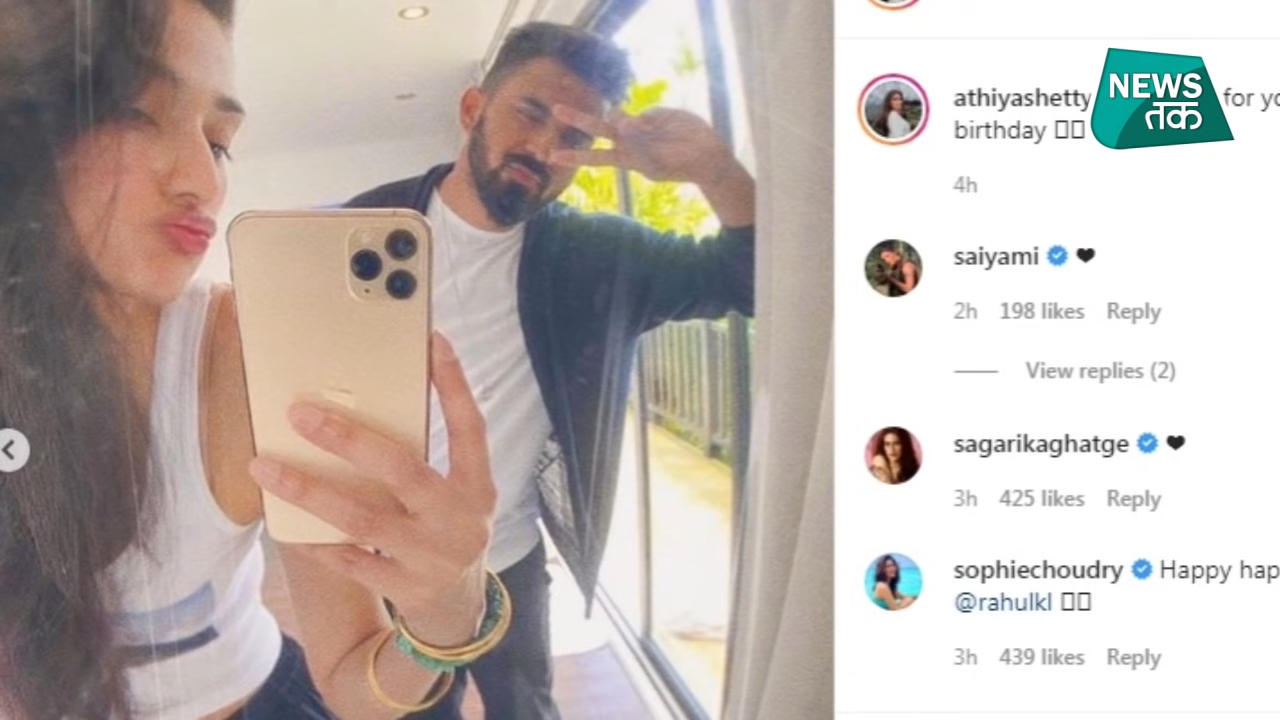 athiyashetty
for yo
birthday
NEWS
तक
4h
saiyami
2h 198 likes Reply
View replies (2)
sagarikaghatge
3h 425 likes Reply
sophiechoudry Happy hap
@rahulkl
3h 439 likes Reply